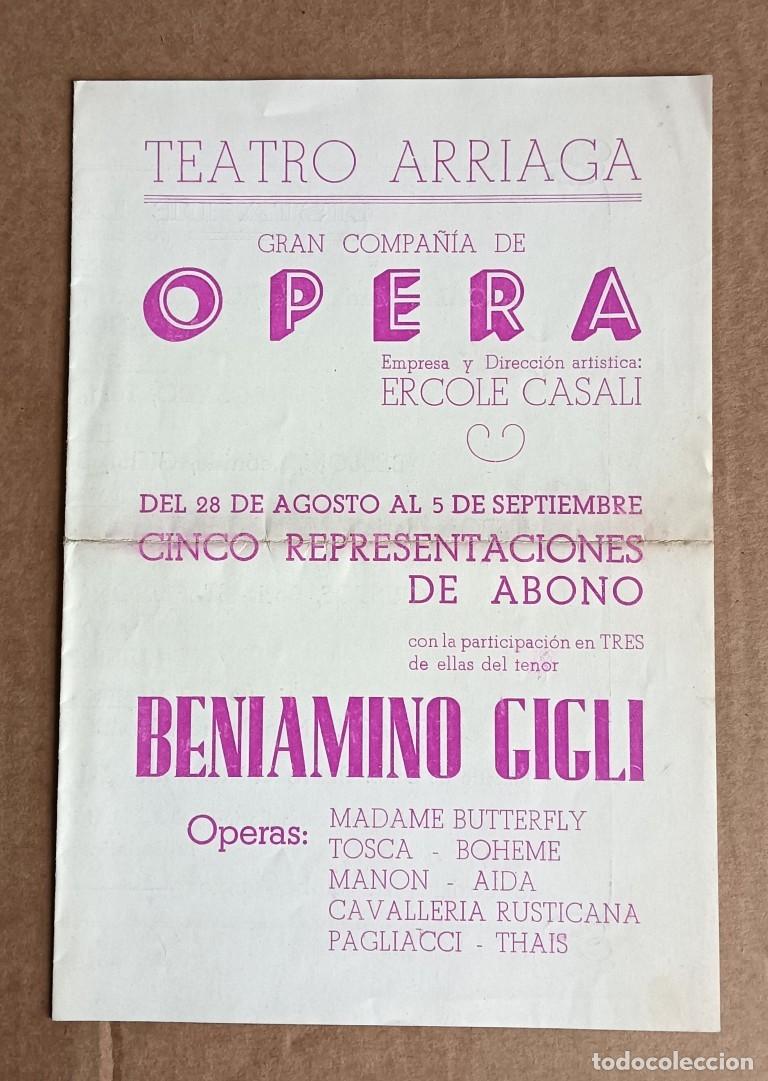 TEATRO ARRIAGA
GRAN COMPAÑÍA DE
OPERA
Empresa y Dirección artistica:
ERCOLE CASALI
DEL 28 DE AGOSTO AL 5 DE SEPTIEMBRE
CINCO REPRESENTACIONES
DE ABONO
con la participación en TRES
de ellas del tenor
BENIAMINO GIGLI
Operas:
MADAME BUTTERFLY
TOSCA - BOHEME
MANON - AIDA
CAVALLERIA RUSTICANA
PAGLIACCI - THAIS
todocoleccion